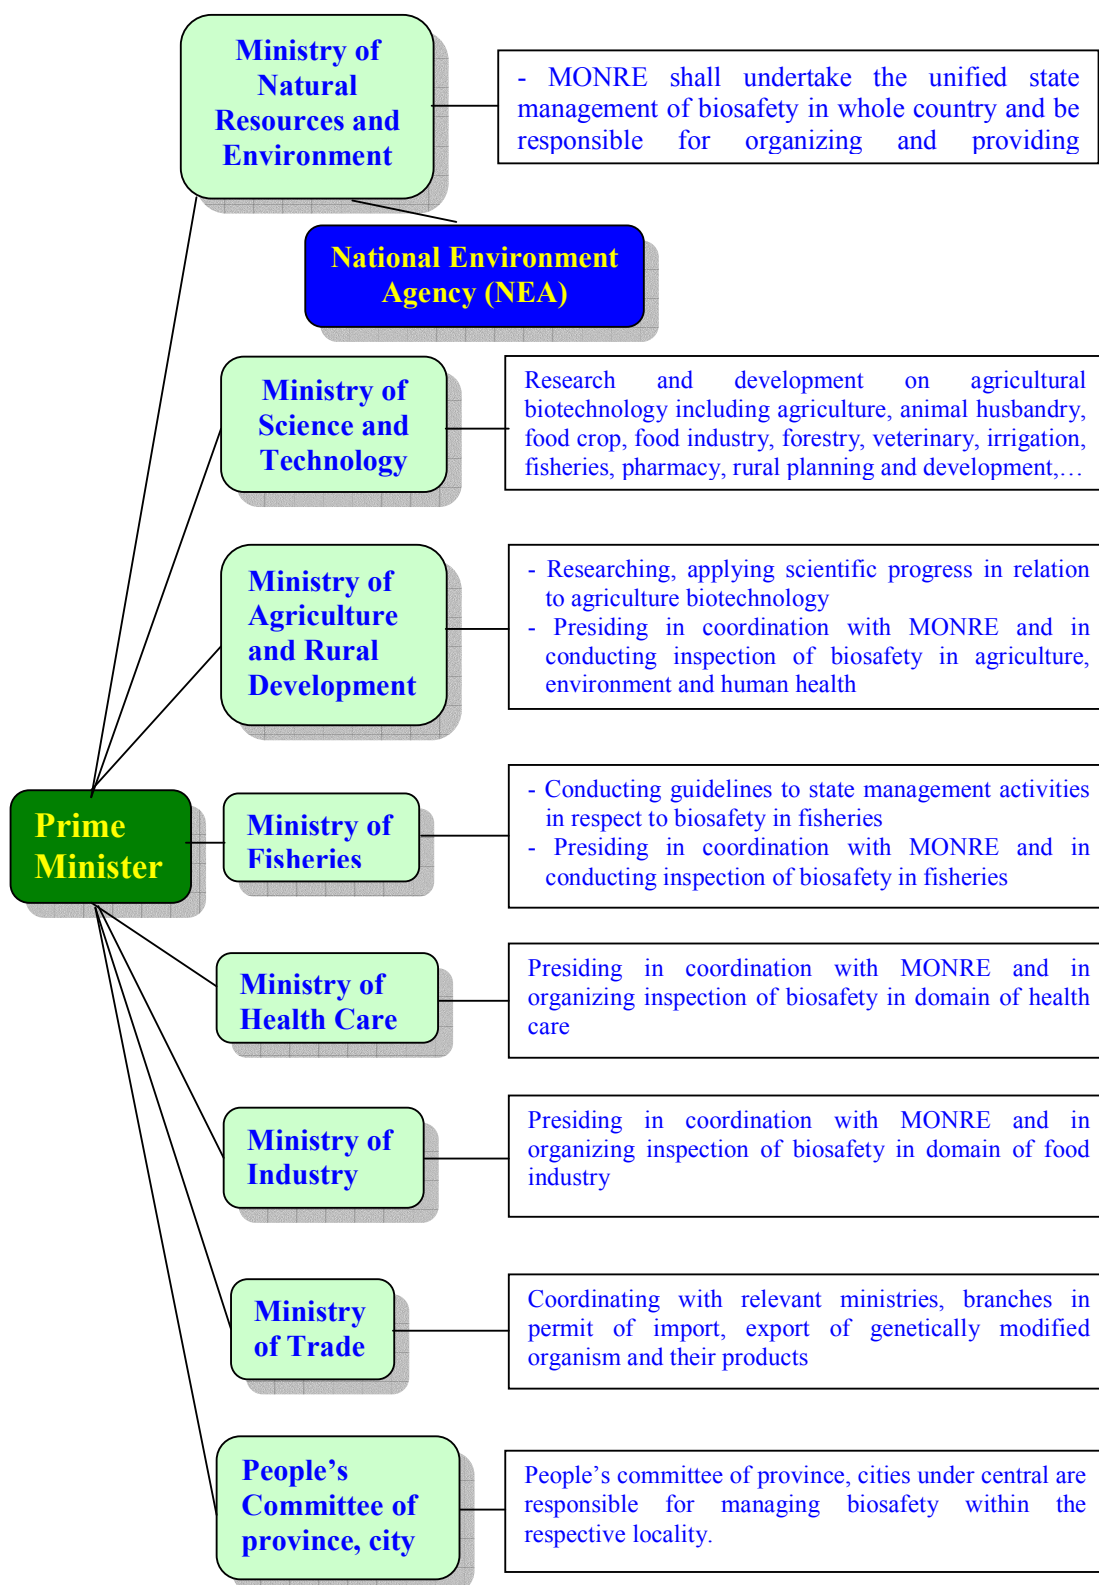 Ministry of
Natural
Resources and
Environment
- MONRE shall undertake the unified state
management of biosafety in whole country and be
responsible for organizing and providing
National Environment
Agency (NEA)
Ministry of
Science and
Technology
Research and development on agricultural
biotechnology including agriculture, animal husbandry,
food crop, food industry, forestry, veterinary, irrigation,
fisheries, pharmacy, rural planning and development,…
Ministry of
Agriculture
and Rural
Development
- Researching, applying scientific progress in relation
to agriculture biotechnology
- Presiding in coordination with MONRE and in
conducting inspection of biosafety in agriculture,
environment and human health
Prime
Minister
Ministry of
Fisheries
- Conducting guidelines to state management activities
in respect to biosafety in fisheries
- Presiding in coordination with MONRE and in
conducting inspection of biosafety in fisheries
Ministry of
Health Care
Presiding in coordination with MONRE and in
organizing inspection of biosafety in domain of health
care
Ministry of
Industry
Presiding in coordination with MONRE and in
organizing inspection of biosafety in domain of food
industry
Ministry
of Trade
Coordinating with relevant ministries, branches in
permit of import, export of genetically modified
organism and their products
People’s
Committee of
province, city
People’s committee of province, cities under central are
responsible for managing biosafety within the
respective locality.